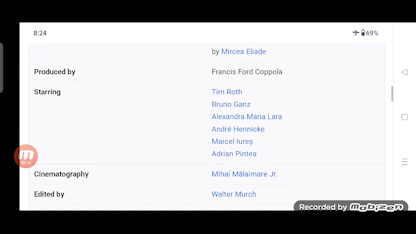 8:24
69%
by Mircea Eliade
Produced by Francis Ford Coppola
Starring Tim Roth
Bruno Ganz
Alexandra Maria Lara
André Hennicke
Marcel Iureș
Adrian Pintea
Cinematography Mihai Mălaimare Jr.
Edited by Walter Murch
Recorded by Mobizen